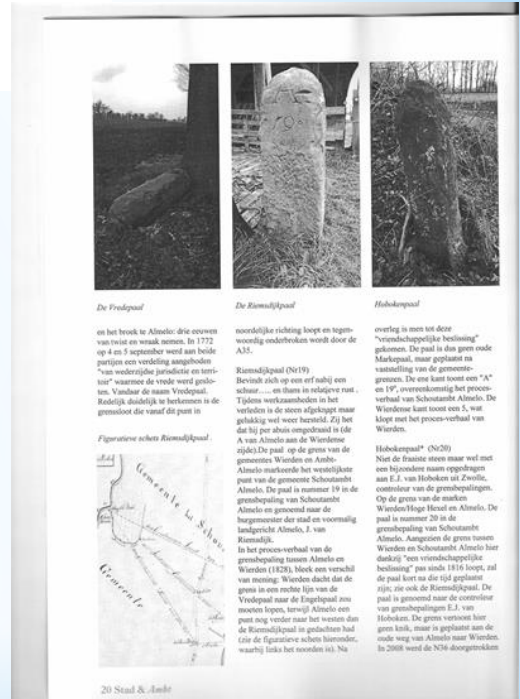 De Vredepaal
De Riemsdijkpaal
Hobokenpaal
en het broek te Almelo: drie eeuwen
van twist en wraak nemen. In 1772
op 4 en 5 september werd aan beide
partijen een verdeling aangeboden
"van wederzijdse jurisdictie en terri-
toir" waarmee de vrede werd geslo-
ten. Vandaar de naam Vredepaal.
Redelijk duidelijk te herkennen is de
grenssloot die vanaf dit punt in
Figuratieve schets Riemsdijkpaal .
Gemeente
Gemeente
noordelijke richting loopt en tegen-
woordig onderbroken wordt door de
A35.
Riemsdijkpaal (Nr19)
Bevindt zich op een erf nabij een
schuur..... en thans in relatieve rust .
Tijdens werkzaamheden in het
verleden is de steen afgeknapt maar
gelukkig wel weer hersteld. Zij het
dat hij per abuis omgedraaid is (de
A van Almelo aan de Wierdense
zijde).De paal op de grens van de
gemeentes Wierden en Ambt-
Almelo markeerde het westelijkste
punt van de gemeente Schoutambt
Almelo. De paal is nummer 19 in de
grensbepaling van Schoutambt
Almelo en genoemd naar de
burgemeester der stad en voormalig
landgericht Almelo, J. van
Riemsdijk.
In het proces-verbaal van de
grensbepaling tussen Almelo en
Wierden (1828), bleek een verschil
van mening: Wierden dacht dat de
grens in een rechte lijn van de
Vredepaal naar de Engelspaal zou
moeten lopen, terwijl Almelo een
punt nog verder naar het westen dan
de Riemsdijkpaal in gedachten had
(zie de figuratieve schets hieronder,
waarbij links het noorden is). Na
overleg is men tot deze
"vriendschappelijke beslissing"
gekomen. De paal is dus geen oude
Markepaal, maar geplaatst na
vaststelling van de gemeente-
grenzen. De ene kant toont een "A"
en 19", overeenkomstig het proces-
verbaal van Schoutambt Almelo. De
Wierdense kant toont een 5, wat
klopt met het proces-verbaal van
Wierden.
Hobokenpaal* (Nr20)
Niet de fraaiste steen maar wel met
een bijzondere naam opgedragen
aan E.J. van Hoboken uit Zwolle,
controleur van de grensbepalingen.
Op de grens van de marken
Wierden/Hoge Hexel en Almelo. De
paal is nummer 20 in de
grensbepaling van Schoutambt
Almelo. Aangezien de grens tussen
Wierden en Schoutambt Almelo hier
dankzij "een vriendschappelijke
beslissing" pas sinds 1816 loopt, zal
de paal kort na die tijd geplaatst
zijn; zie ook de Riemsdijkpaal. De
paal is genoemd naar de controleur
van grensbepalingen E.J. van
Hoboken. De grens vertoont hier
geen knik, maar is geplaatst aan de
oude weg van Almelo naar Wierden.
In 2008 werd de N36 doorgetrokken
20 Stad & Ambt